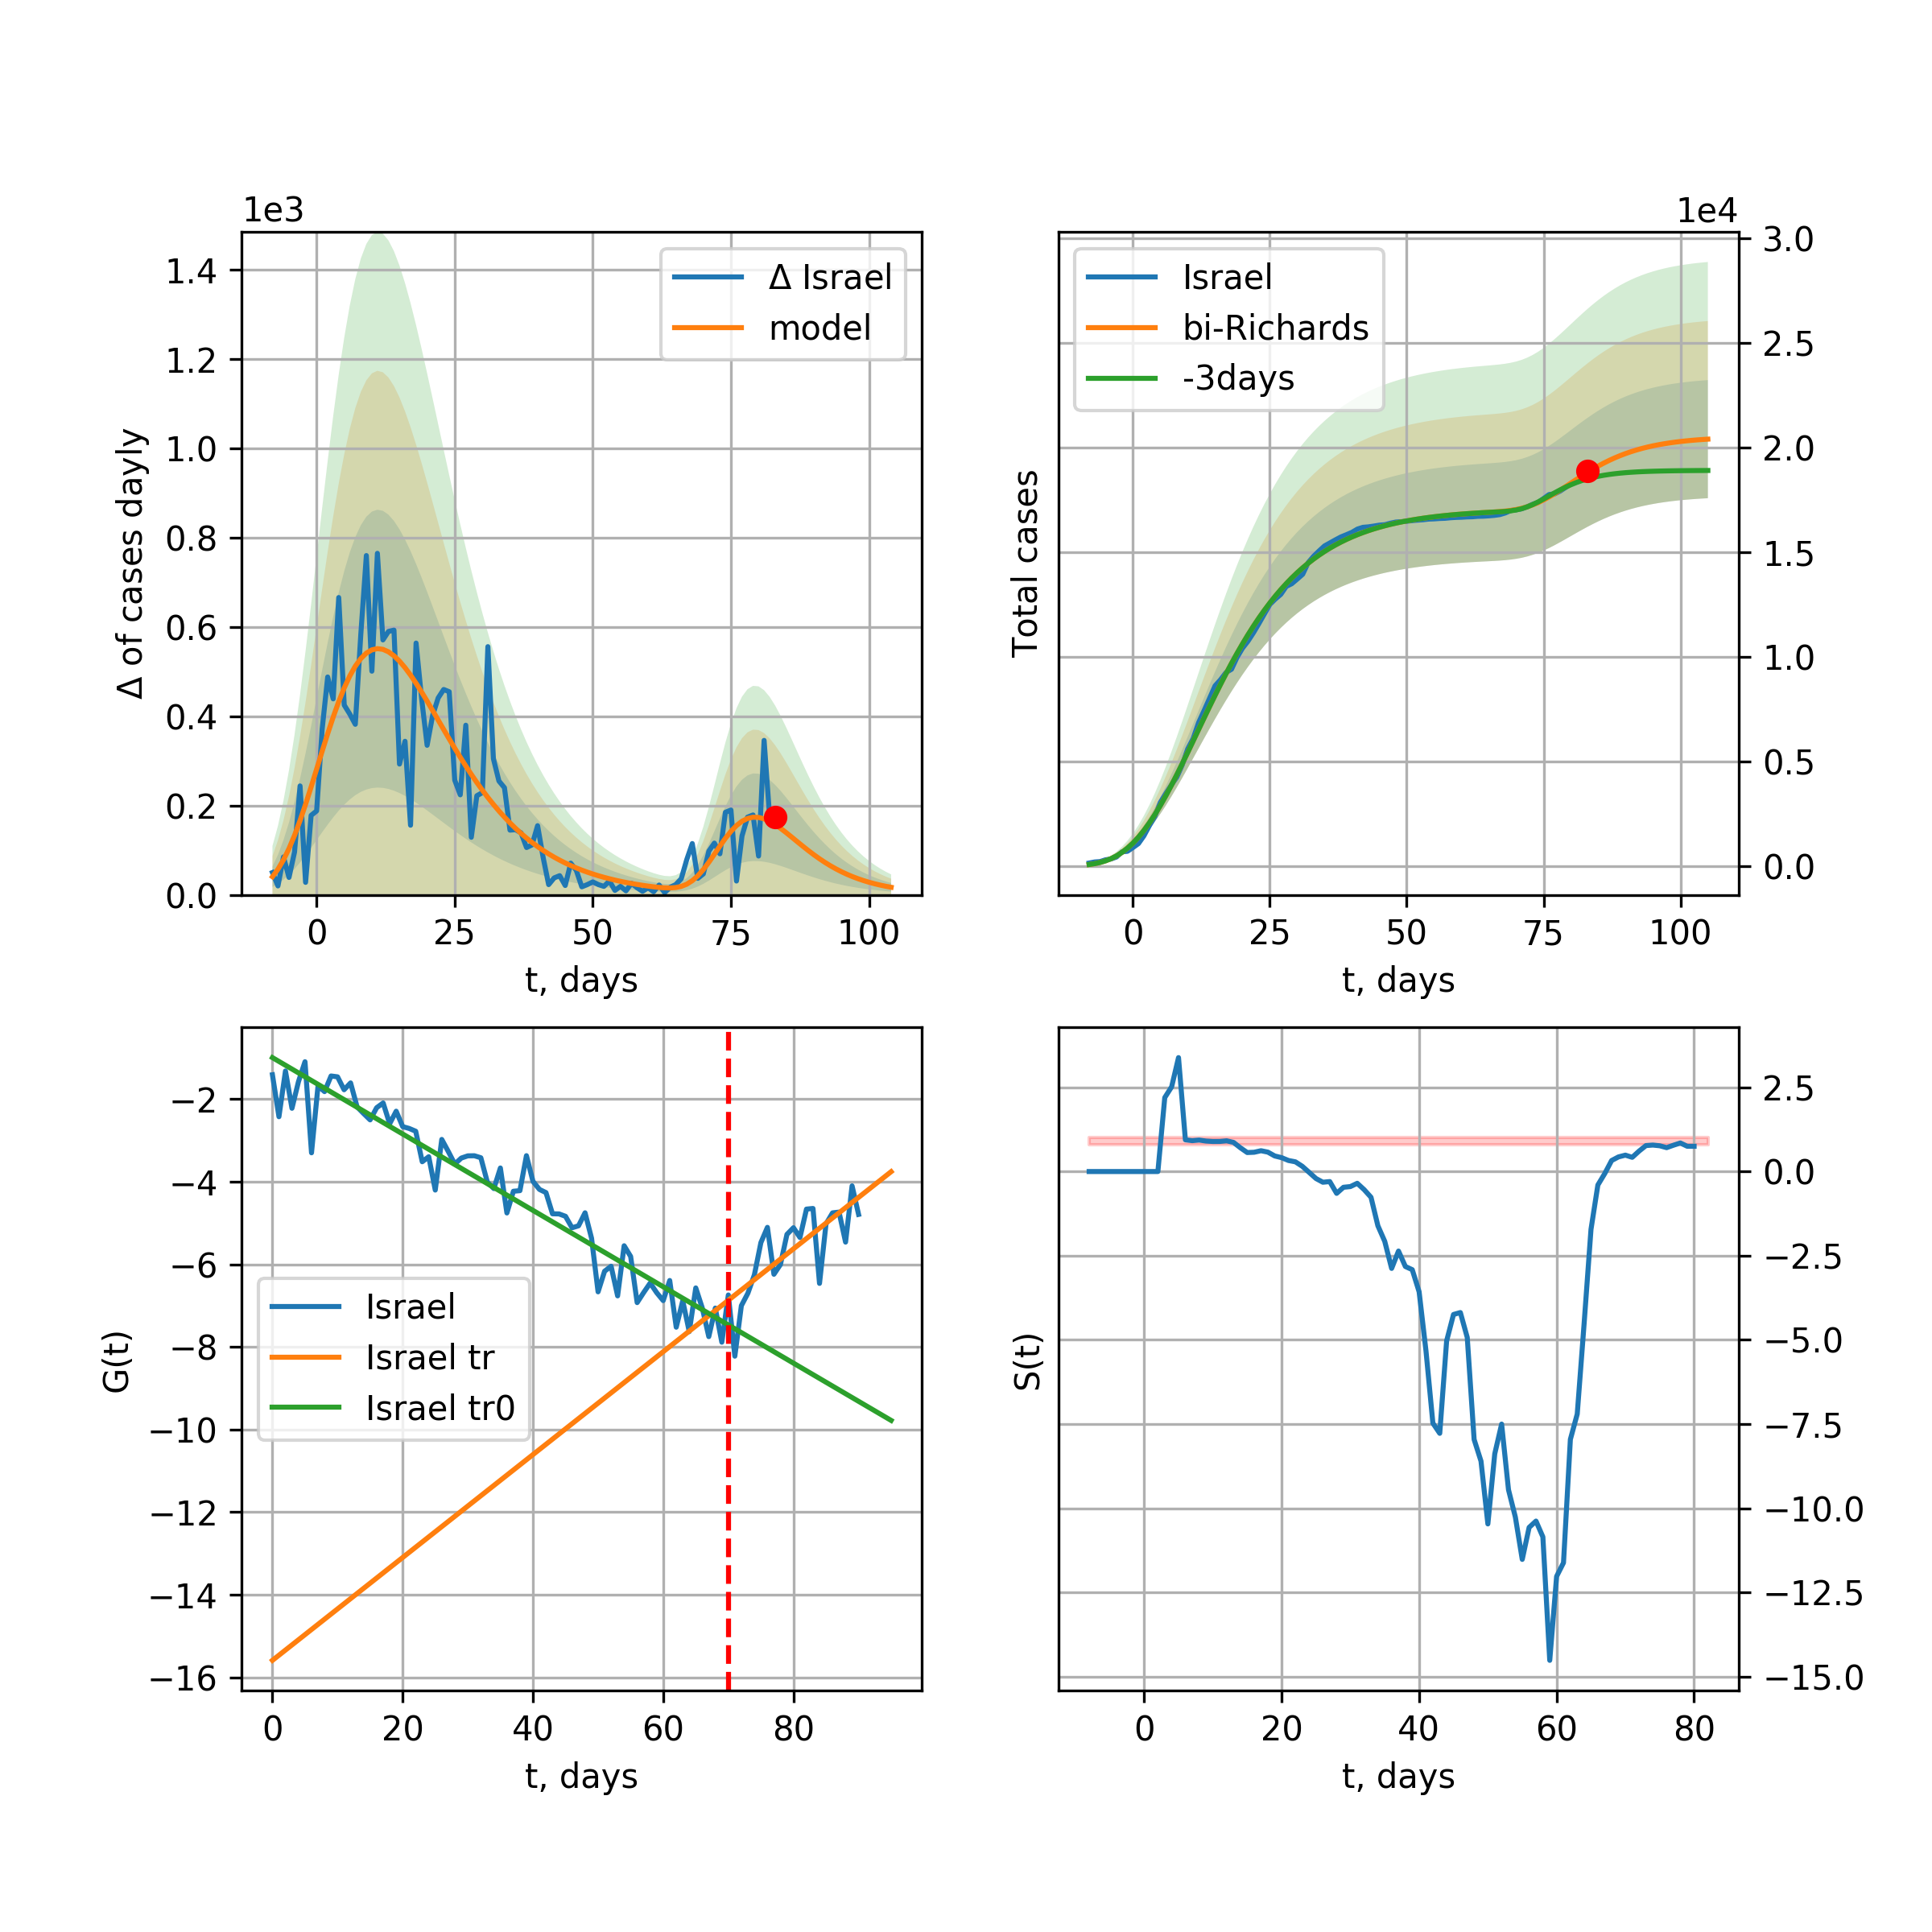 1e3
1.4
1.2
1.0
0.8
0.6
0.4
0.2
0.0
Δ of cases dayly
Δ Israel
model
0 25 50 75 100
t, days
1e4
3.0
2.5
2.0
1.5
1.0
0.5
0.0
Total cases
Israel
bi-Richards
-3days
0 25 50 75 100
t, days
−2
−4
−6
−8
−10
−12
−14
−16
G(t)
Israel
Israel tr
Israel tr0
0 20 40 60 80
t, days
2.5
0.0
−2.5
−5.0
−7.5
−10.0
−12.5
−15.0
S(t)
0 20 40 60 80
t, days